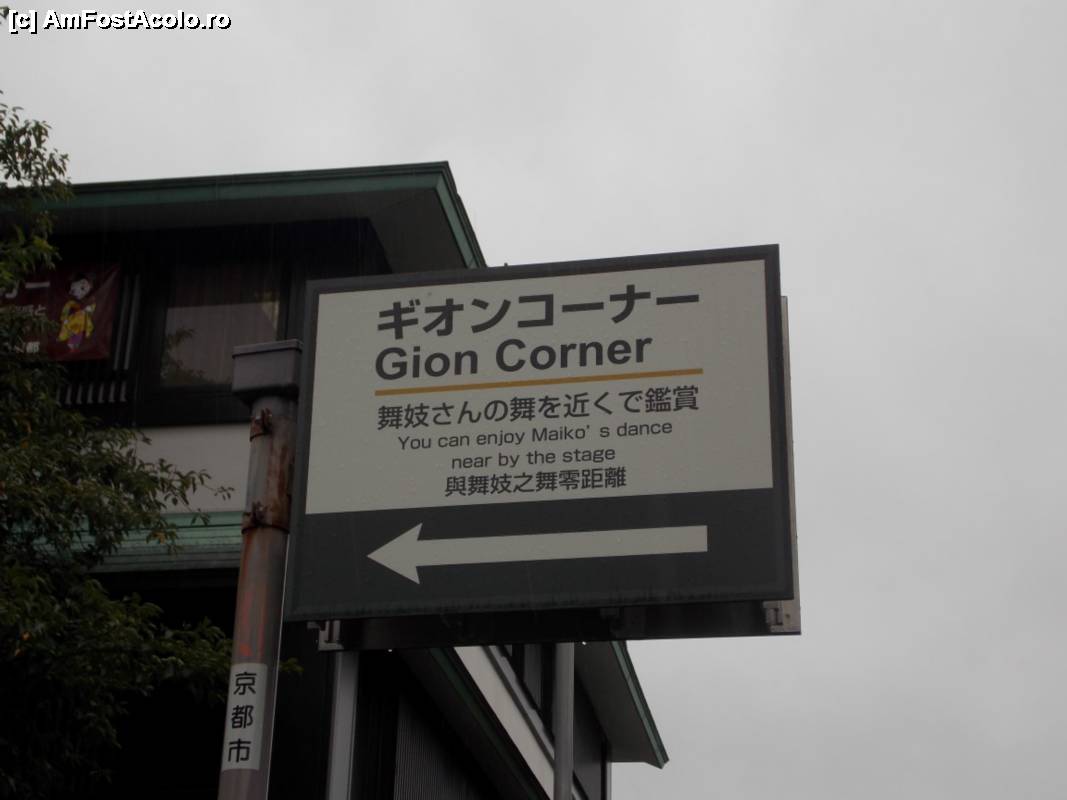 [c] AmFostAcolo.ro
ギオンコーナー
Gion Corner
舞妓さんの舞を近くで鑑賞
You can enjoy Maiko's dance
near by the stage
與舞妓之舞零距離
京都市